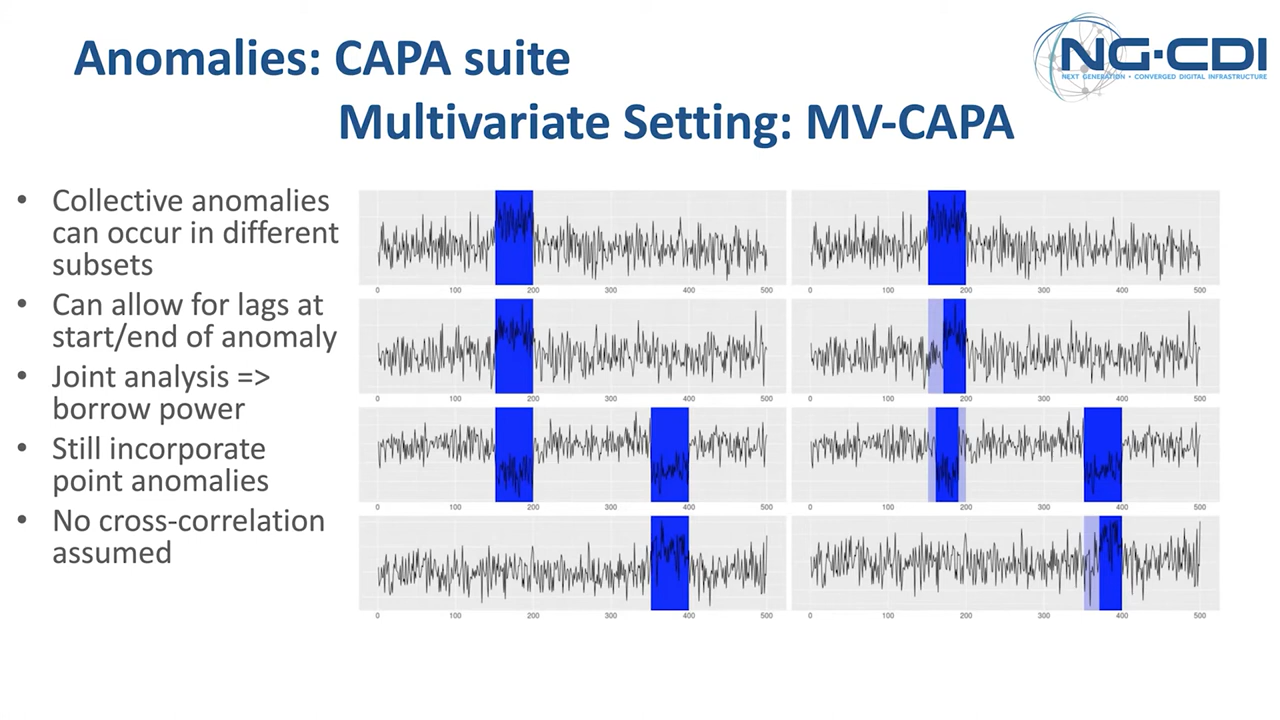 Anomalies: CAPA suite
Multivariate Setting: MV-CAPA
NG-CDI
NEXT GENERATION • CONVERGED DIGITAL INFRASTRUCTURE
• Collective anomalies
can occur in different
subsets
• Can allow for lags at
start/end of anomaly
• Joint analysis =>
borrow power
• Still incorporate
point anomalies
• No cross-correlation
assumed
0 100 200 300 400 500
0 100 200 300 400 500
0 100 200 300 400 500
0 100 200 300 400 500
0 100 200 300 400 500
0 100 200 300 400 500
0 100 200 300 400 500
0 100 200 300 400 500